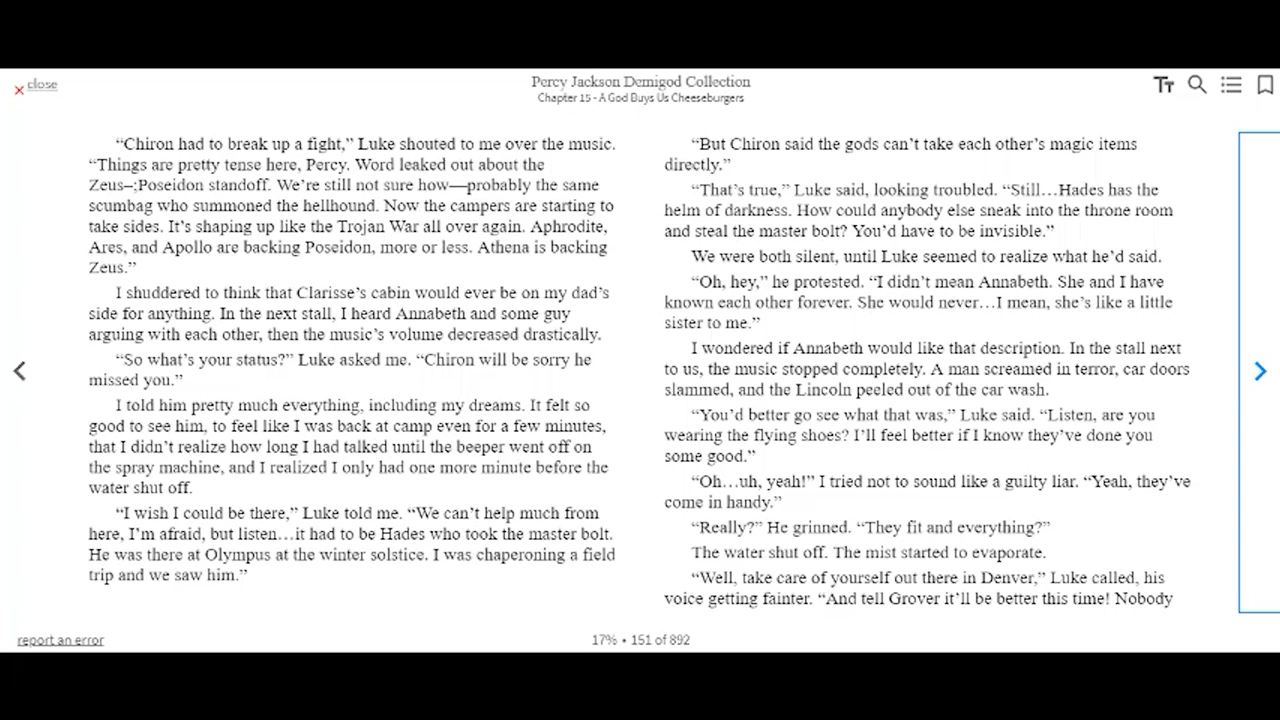 close
Percy Jackson Demigod Collection
Chapter 15 - A God Buys Us Cheeseburgers
“Chiron had to break up a fight,” Luke shouted to me over the music.
“Things are pretty tense here, Percy. Word leaked out about the
Zeus–;Poseidon standoff. We’re still not sure how—probably the same
scumbag who summoned the hellhound. Now the campers are starting to
take sides. It’s shaping up like the Trojan War all over again. Aphrodite,
Ares, and Apollo are backing Poseidon, more or less. Athena is backing
Zeus.”
I shuddered to think that Clarisse’s cabin would ever be on my dad’s
side for anything. In the next stall, I heard Annabeth and some guy
arguing with each other, then the music’s volume decreased drastically.
“So what’s your status?” Luke asked me. “Chiron will be sorry he
missed you.”
I told him pretty much everything, including my dreams. It felt so
good to see him, to feel like I was back at camp even for a few minutes,
that I didn’t realize how long I had talked until the beeper went off on
the spray machine, and I realized I only had one more minute before the
water shut off.
“I wish I could be there,” Luke told me. “We can’t help much from
here, I’m afraid, but listen…it had to be Hades who took the master bolt.
He was there at Olympus at the winter solstice. I was chaperoning a field
trip and we saw him.”
“But Chiron said the gods can’t take each other’s magic items
directly.”
“That’s true,” Luke said, looking troubled. “Still…Hades has the
helm of darkness. How could anybody else sneak into the throne room
and steal the master bolt? You’d have to be invisible.”
We were both silent, until Luke seemed to realize what he’d said.
“Oh, hey,” he protested. “I didn’t mean Annabeth. She and I have
known each other forever. She would never…I mean, she’s like a little
sister to me.”
I wondered if Annabeth would like that description. In the stall next
to us, the music stopped completely. A man screamed in terror, car doors
slammed, and the Lincoln peeled out of the car wash.
“You’d better go see what that was,” Luke said. “Listen, are you
wearing the flying shoes? I’ll feel better if I know they’ve done you
some good.”
“Oh…uh, yeah!” I tried not to sound like a guilty liar. “Yeah, they’ve
come in handy.”
“Really?” He grinned. “They fit and everything?”
The water shut off. The mist started to evaporate.
“Well, take care of yourself out there in Denver,” Luke called, his
voice getting fainter. “And tell Grover it’ll be better this time! Nobody
report an error
17% • 151 of 892